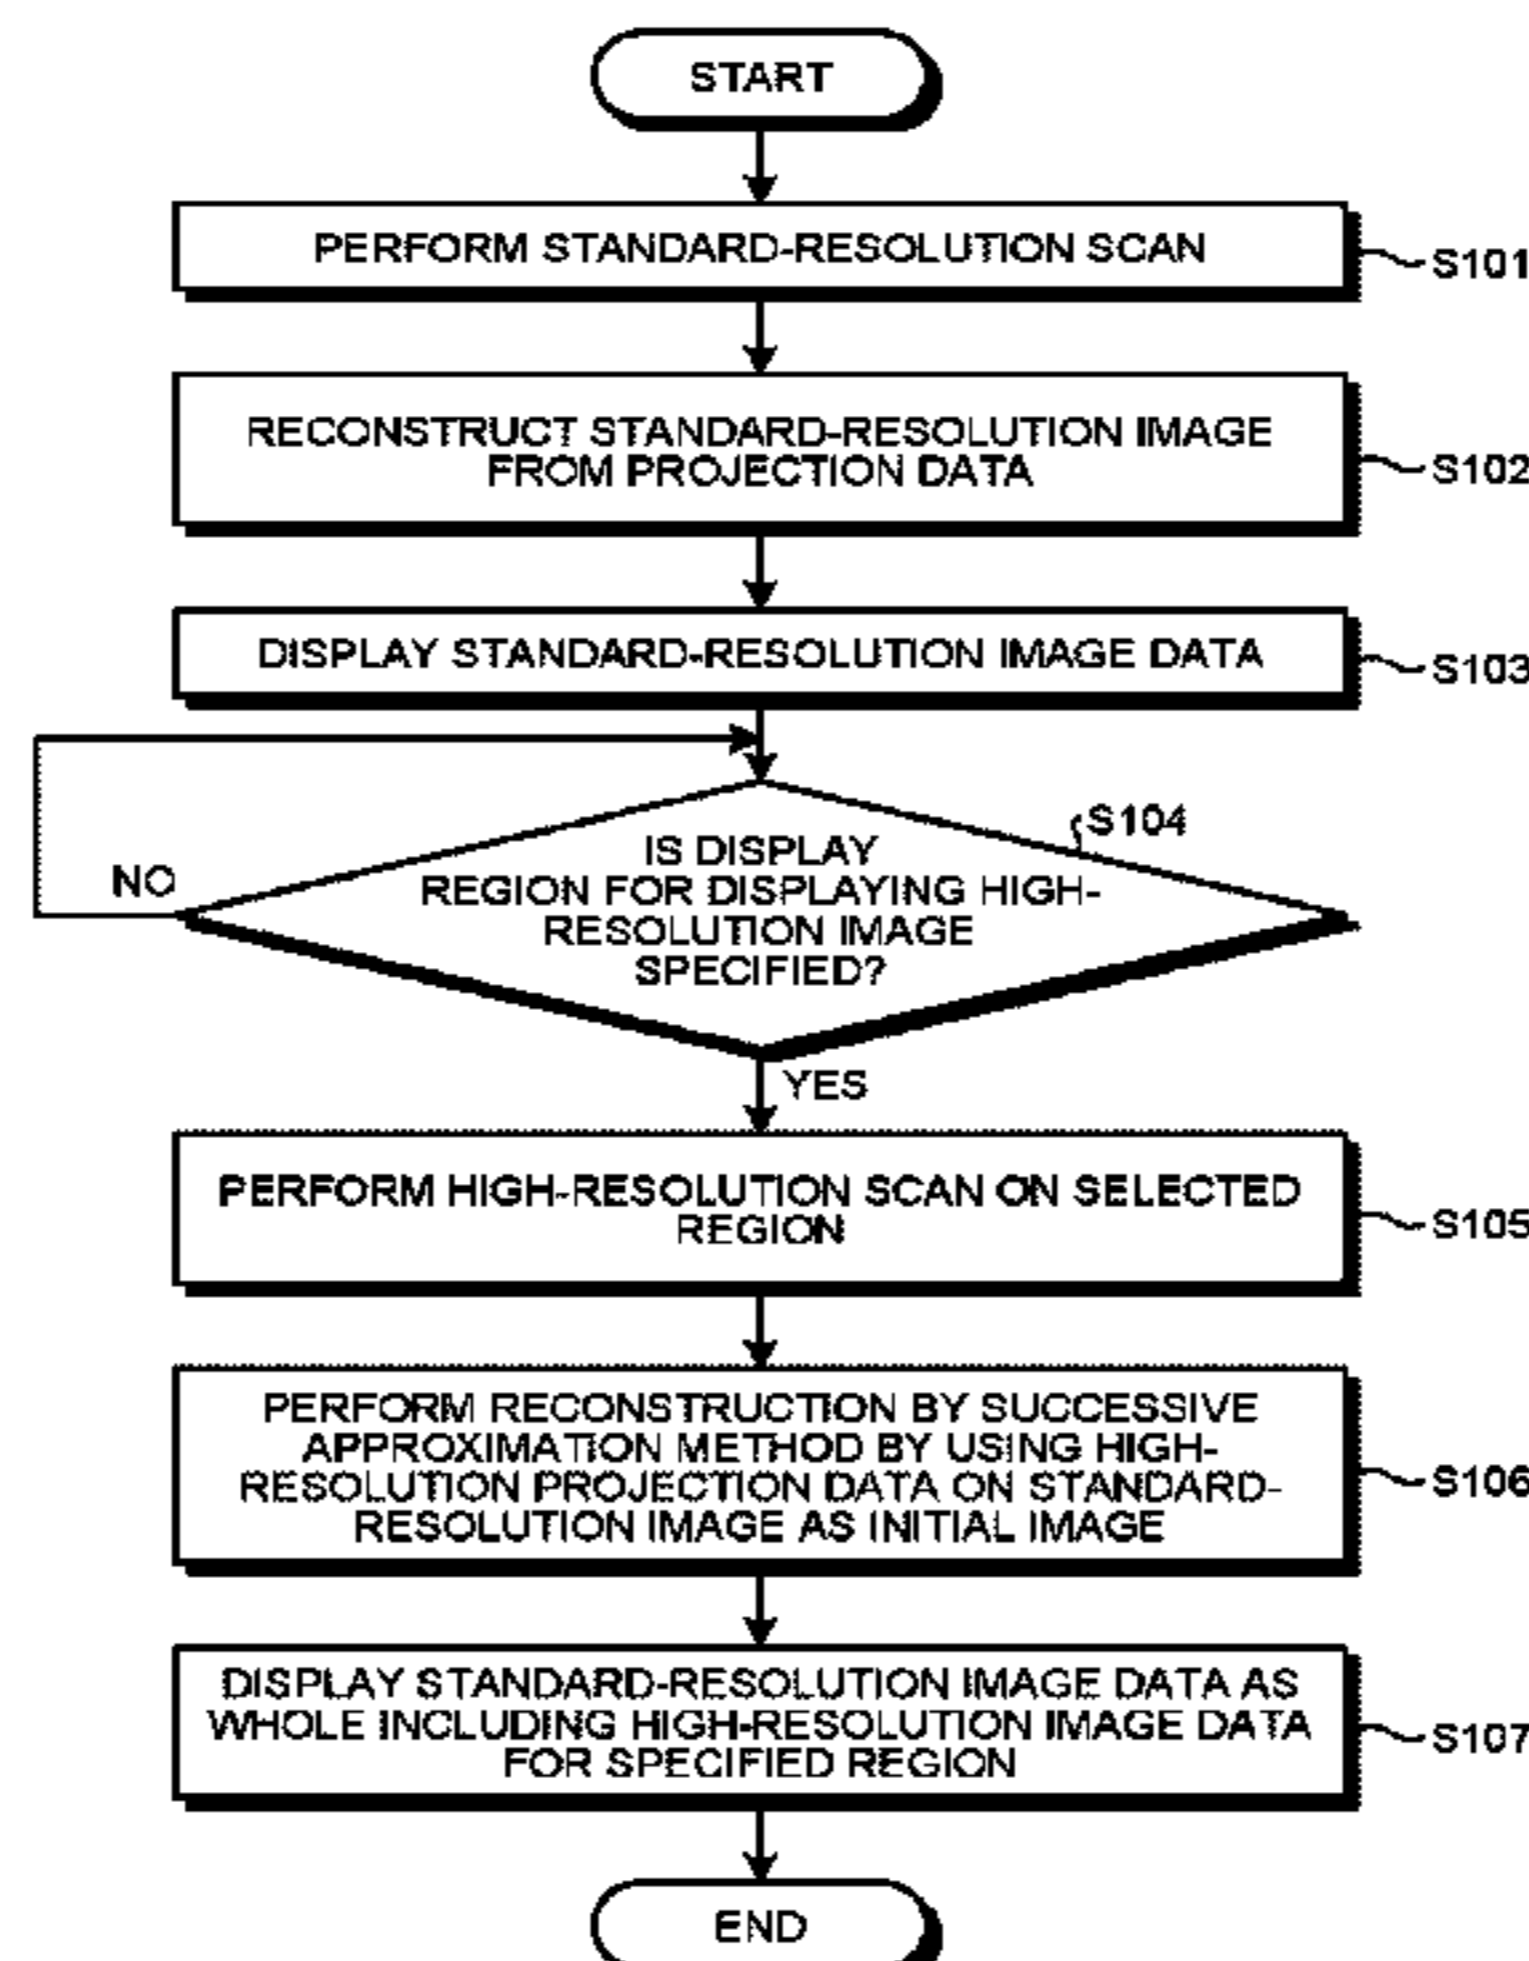 START
PERFORM STANDARD-RESOLUTION SCAN
S101
RECONSTRUCT STANDARD-RESOLUTION IMAGE
FROM PROJECTION DATA
S102
DISPLAY STANDARD-RESOLUTION IMAGE DATA
S103
S104
IS DISPLAY
REGION FOR DISPLAYING HIGH-
RESOLUTION IMAGE
SPECIFIED?
NO
YES
PERFORM HIGH-RESOLUTION SCAN ON SELECTED
REGION
S105
PERFORM RECONSTRUCTION BY SUCCESSIVE
APPROXIMATION METHOD BY USING HIGH-
RESOLUTION PROJECTION DATA ON STANDARD-
RESOLUTION IMAGE AS INITIAL IMAGE
S106
DISPLAY STANDARD-RESOLUTION IMAGE DATA AS
WHOLE INCLUDING HIGH-RESOLUTION IMAGE DATA
FOR SPECIFIED REGION
S107
END